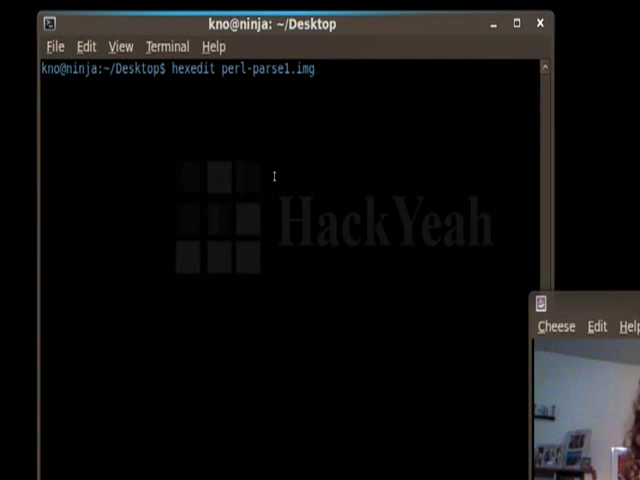 kno@ninja: ~/Desktop
File Edit View Terminal Help
kno@ninja:~/Desktop$ hexedit perl-parse1.img
HackYeah
Cheese Edit Help